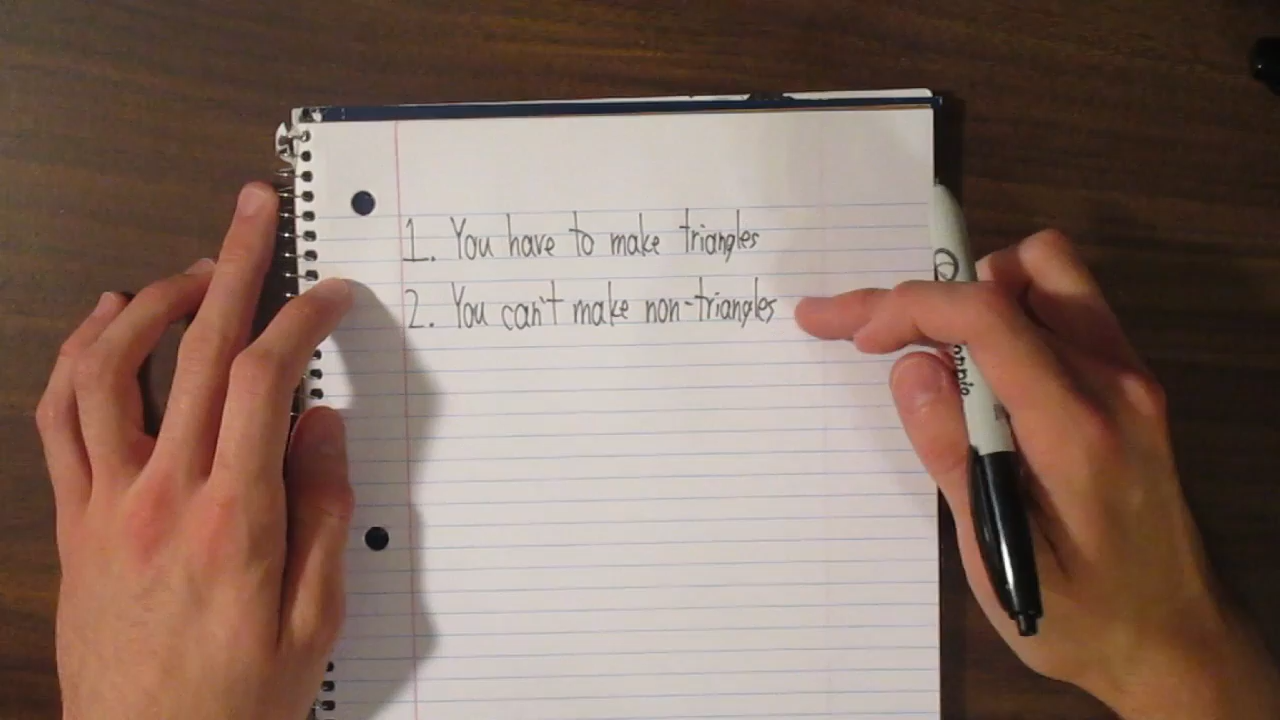 1. You have to make triangles
2. You can't make non-triangles